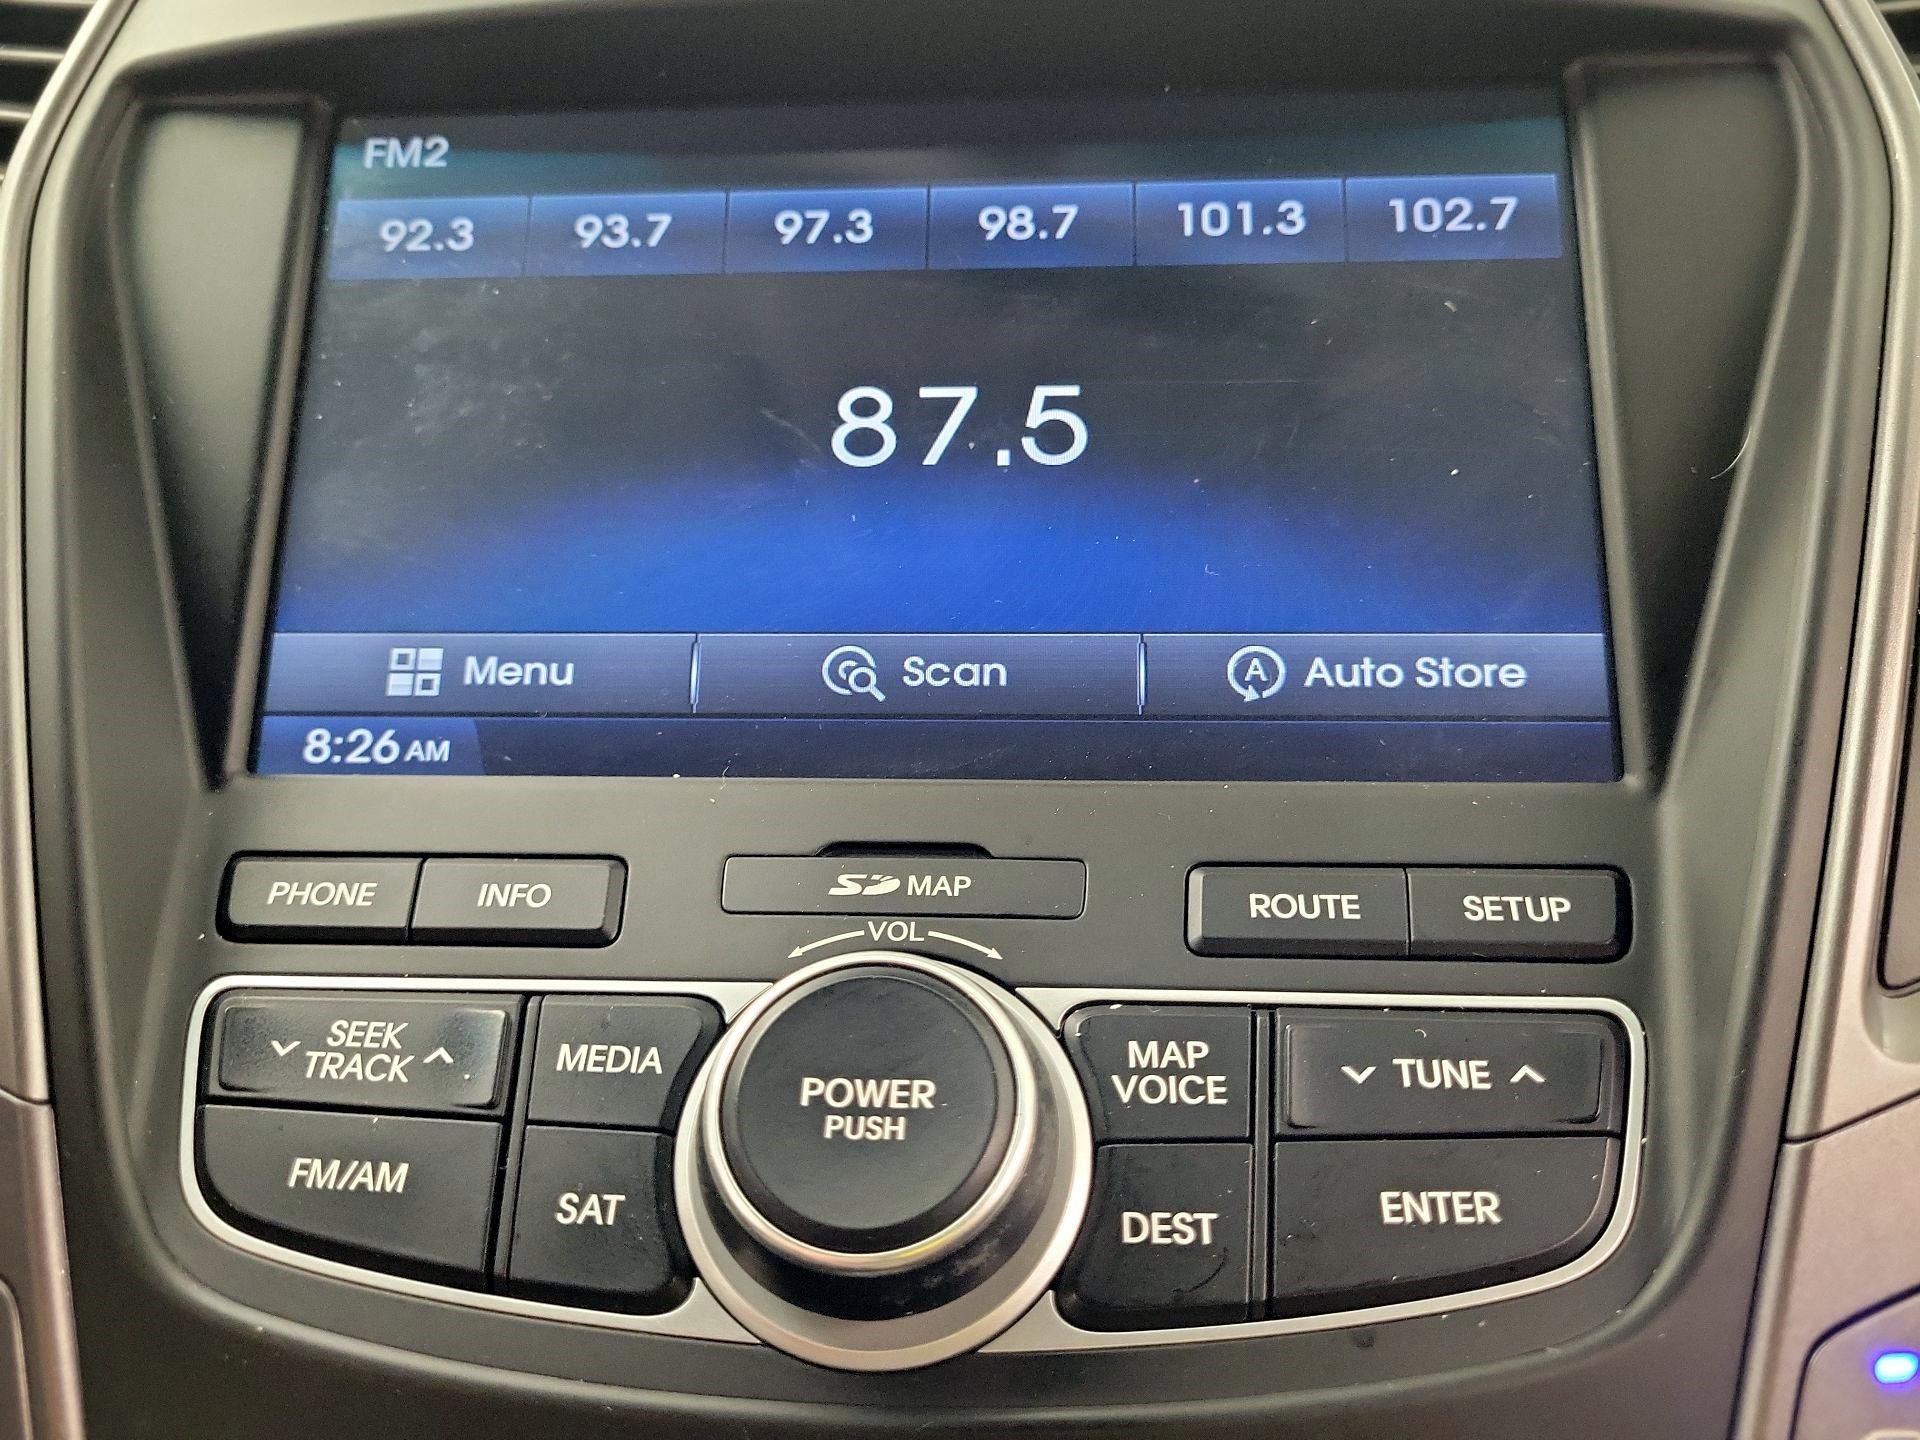 FM2
92.3 93.7 97.3 98.7 101.3 102.7
87.5
Menu Scan Auto Store
8:26 AM
PHONE INFO
SD MAP
ROUTE SETUP
VOL
SEEK
TRACK
MEDIA
FM/AM
SAT
POWER
PUSH
MAP
VOICE
TUNE
DEST
ENTER